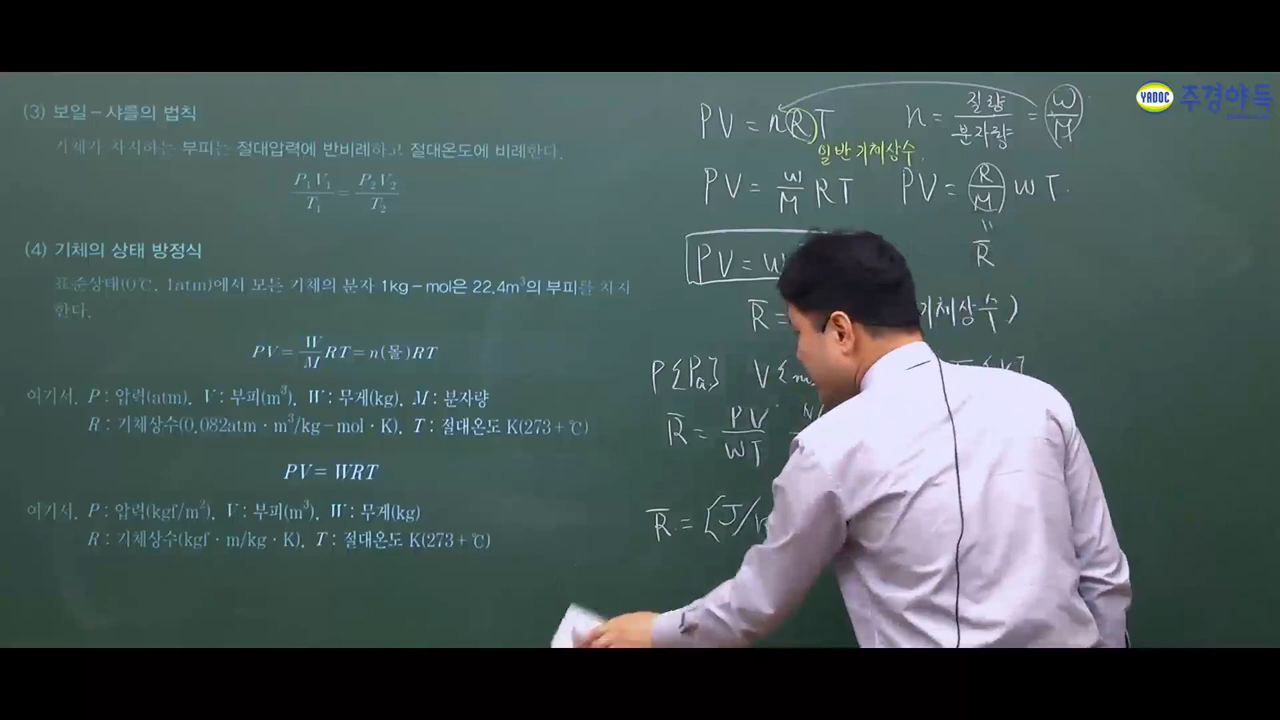 (3) 보일-샤를의 법칙
기체가 차지하는 부피는 절대압력에 반비례하고 절대온도에 비례한다.
P₁V₁/T₁ = P₂V₂/T₂
(4) 기체의 상태 방정식
표준상태(0℃, 1atm)에서 모든 기체의 분자 1kg-mol은 22.4m³의 부피를 차지
한다.
PV = W/M RT = n(몰)RT
여기서, P : 압력(atm), V : 부피(m³), W : 무게(kg), M : 분자량
R : 기체상수(0.082atm · m³/kg-mol · K), T : 절대온도 K(273+℃)
PV = WRT
여기서, P : 압력(kgf/m²), V : 부피(m³), W : 무게(kg)
R : 기체상수(kgf · m/kg · K), T : 절대온도 K(273+℃)
YADOC 주경야독
PV = nRT n = 질량/분자량 = W/M
일반기체상수
PV = w/M RT PV = R/M w T.
"
R̄
PV = w
R̄ = 기체상수)
P{Pa} V
R̄ = PV/WT
R̄ = [J/